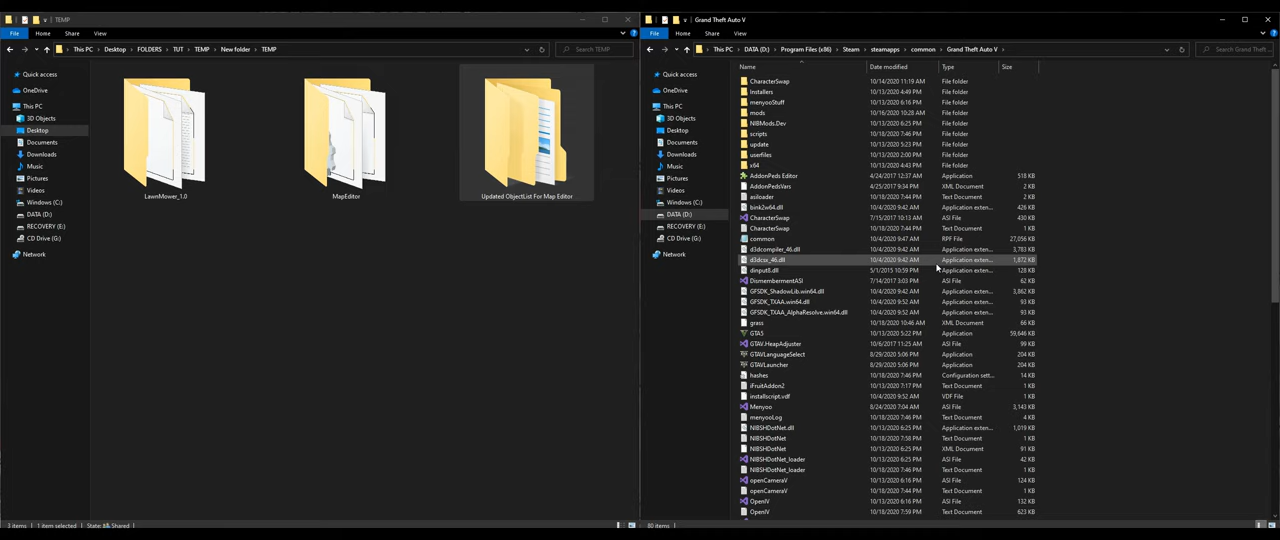 TEMP
File Home Share View
This PC Desktop FOLDERS TUT TEMP New folder TEMP
Search TEMP
Quick access
OneDrive
This PC
3D Objects
Desktop
Documents
Downloads
Music
Pictures
Videos
Windows (C:)
DATA (D:)
RECOVERY (E:)
CD Drive (G:)
Network
LawnMower_1.0
MapEditor
Updated ObjectList For Map Editor
3 items 1 item selected State: Shared
Grand Theft Auto V
File Home Share View
This PC DATA (D:) Program Files (x86) Steam steamapps common Grand Theft Auto V
Search Grand Theft ...
Quick access
OneDrive
This PC
3D Objects
Desktop
Documents
Downloads
Music
Pictures
Videos
Windows (C:)
DATA (D:)
RECOVERY (E:)
CD Drive (G:)
Network
Name Date modified Type Size
CharacterSwap 10/14/2020 11:19 AM File folder
Installers 10/13/2020 4:49 PM File folder
menyooStuff 10/13/2020 6:16 PM File folder
mods 10/16/2020 10:28 AM File folder
NIBMods.Dev 10/13/2020 6:25 PM File folder
scripts 10/18/2020 7:46 PM File folder
update 10/13/2020 5:23 PM File folder
userfiles 10/13/2020 2:00 PM File folder
x64 10/13/2020 4:43 PM File folder
AddonPeds Editor 4/24/2017 12:37 AM Application 518 KB
AddonPedsVars 4/25/2017 9:34 PM XML Document 2 KB
asiloader 10/18/2020 7:44 PM Text Document 2 KB
bink2w64.dll 10/4/2020 9:42 AM Application exten... 426 KB
CharacterSwap 7/15/2017 10:13 AM ASI File 430 KB
CharacterSwap 10/18/2020 7:44 PM Text Document 1 KB
common 10/4/2020 9:47 AM RPF File 27,056 KB
d3dcompiler_46.dll 10/4/2020 9:42 AM Application exten... 3,783 KB
d3dcsx_46.dll 10/4/2020 9:42 AM Application exten... 1,872 KB
dinput8.dll 5/1/2015 10:59 PM Application exten... 128 KB
DismembermentASI 7/14/2017 3:03 PM ASI File 62 KB
GFSDK_ShadowLib.win64.dll 10/4/2020 9:52 AM Application exten... 3,862 KB
GFSDK_TXAA.win64.dll 10/4/2020 9:52 AM Application exten... 93 KB
GFSDK_TXAA_AlphaResolve.win64.dll 10/4/2020 9:52 AM Application exten... 93 KB
grass 10/18/2020 10:46 AM XML Document 66 KB
GTA5 10/13/2020 5:22 PM Application 59,646 KB
GTAV.HeapAdjuster 10/6/2017 11:25 AM ASI File 99 KB
GTAVLanguageSelect 8/29/2020 5:06 PM Application 204 KB
GTAVLauncher 8/29/2020 5:06 PM Application 204 KB
hashes 10/18/2020 7:46 PM Configuration sett... 14 KB
iFruitAddon2 10/13/2020 7:17 PM Text Document 1 KB
installscript.vdf 10/4/2020 9:52 AM VDF File 1 KB
Menyoo 8/24/2020 7:04 AM ASI File 3,143 KB
menyooLog 10/18/2020 7:46 PM Text Document 4 KB
NIBSHDotNet.dll 10/13/2020 6:25 PM Application exten... 1,019 KB
NIBSHDotNet 10/18/2020 7:58 PM Text Document 1 KB
NIBSHDotNet 10/13/2020 6:25 PM XML Document 91 KB
NIBSHDotNet_loader 10/13/2020 6:25 PM ASI File 42 KB
NIBSHDotNet_loader 10/18/2020 7:46 PM Text Document 1 KB
openCameraV 10/13/2020 6:25 PM ASI File 124 KB
openCameraV 10/18/2020 7:44 PM Text Document 1 KB
OpenIV 10/13/2020 6:25 PM ASI File 132 KB
OpenIV 10/18/2020 7:59 PM Text Document 623 KB
80 items